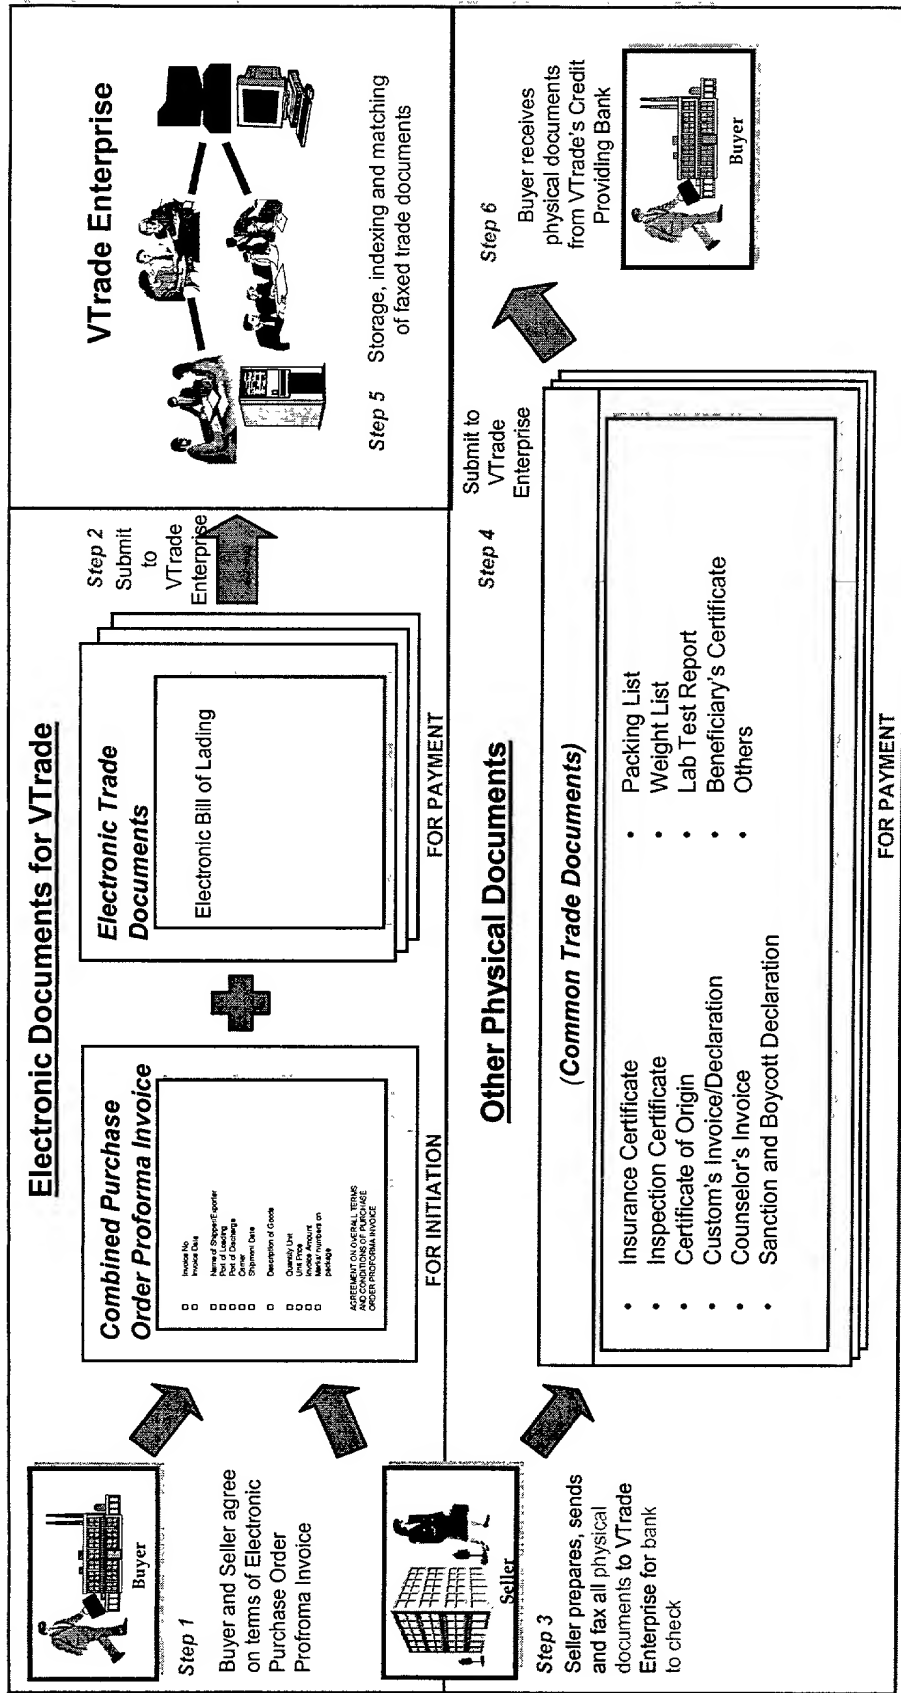 Electronic Documents for VTrade
Buyer
Step 1
Buyer and Seller agree
on terms of Electronic
Purchase Order
Profroma Invoice
Combined Purchase
Order Proforma Invoice
Invoice No
Invoice Date
Name of Shipper/Exporter
Port of Loading
Port of Discharge
Carrier
Shipment Date
Description of Goods
Quantity Unit
Unit Price
Invoice Amount
Marks/ numbers on
package
AGREEMENT ON OVERALL TERMS
AND CONDITIONS OF PURCHASE
ORDER PROFORMA INVOICE
FOR INITIATION
Electronic Trade
Documents
Electronic Bill of Lading
FOR PAYMENT
Step 2
Submit
to
VTrade
Enterprise
VTrade Enterprise
Step 5 Storage, indexing and matching
of faxed trade documents
Seller
Step 3
Seller prepares, sends
and fax all physical
documents to VTrade
Enterprise for bank
to check
Other Physical Documents
(Common Trade Documents)
• Insurance Certificate
• Inspection Certificate
• Certificate of Origin
• Custom's Invoice/Declaration
• Counselor's Invoice
• Sanction and Boycott Declaration
• Packing List
• Weight List
• Lab Test Report
• Beneficiary's Certificate
• Others
FOR PAYMENT
Step 4 Submit to
VTrade
Enterprise
Step 6
Buyer receives
physical documents
from VTrade's Credit
Providing Bank
Buyer